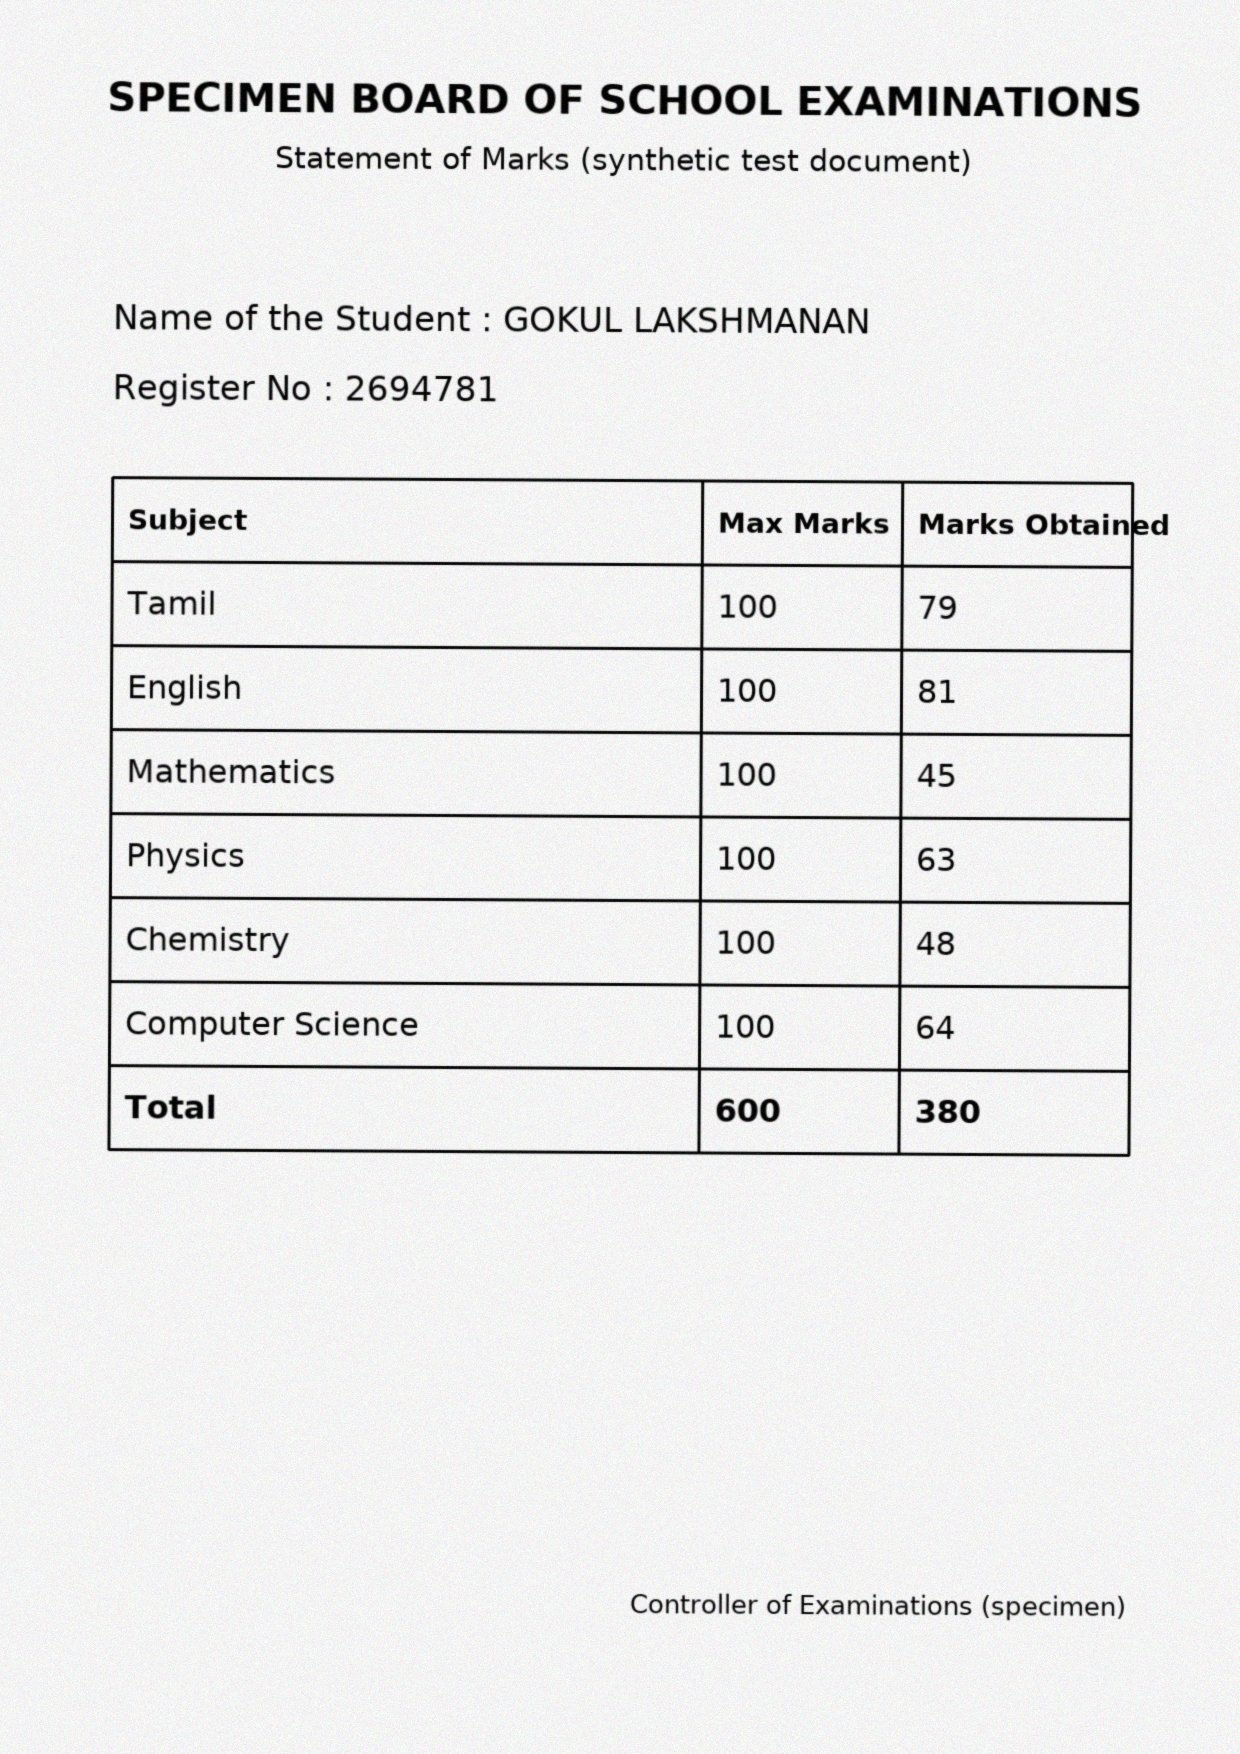 SPECIMEN BOARD OF SCHOOL EXAMINATIONS
Statement of Marks (synthetic test document)
Name of the Student : GOKUL LAKSHMANAN
Register No : 2694781
Subject Max Marks Marks Obtained
Tamil 100 79
English 100 81
Mathematics 100 45
Physics 100 63
Chemistry 100 48
Computer Science 100 64
Total 600 380
Controller of Examinations (specimen)